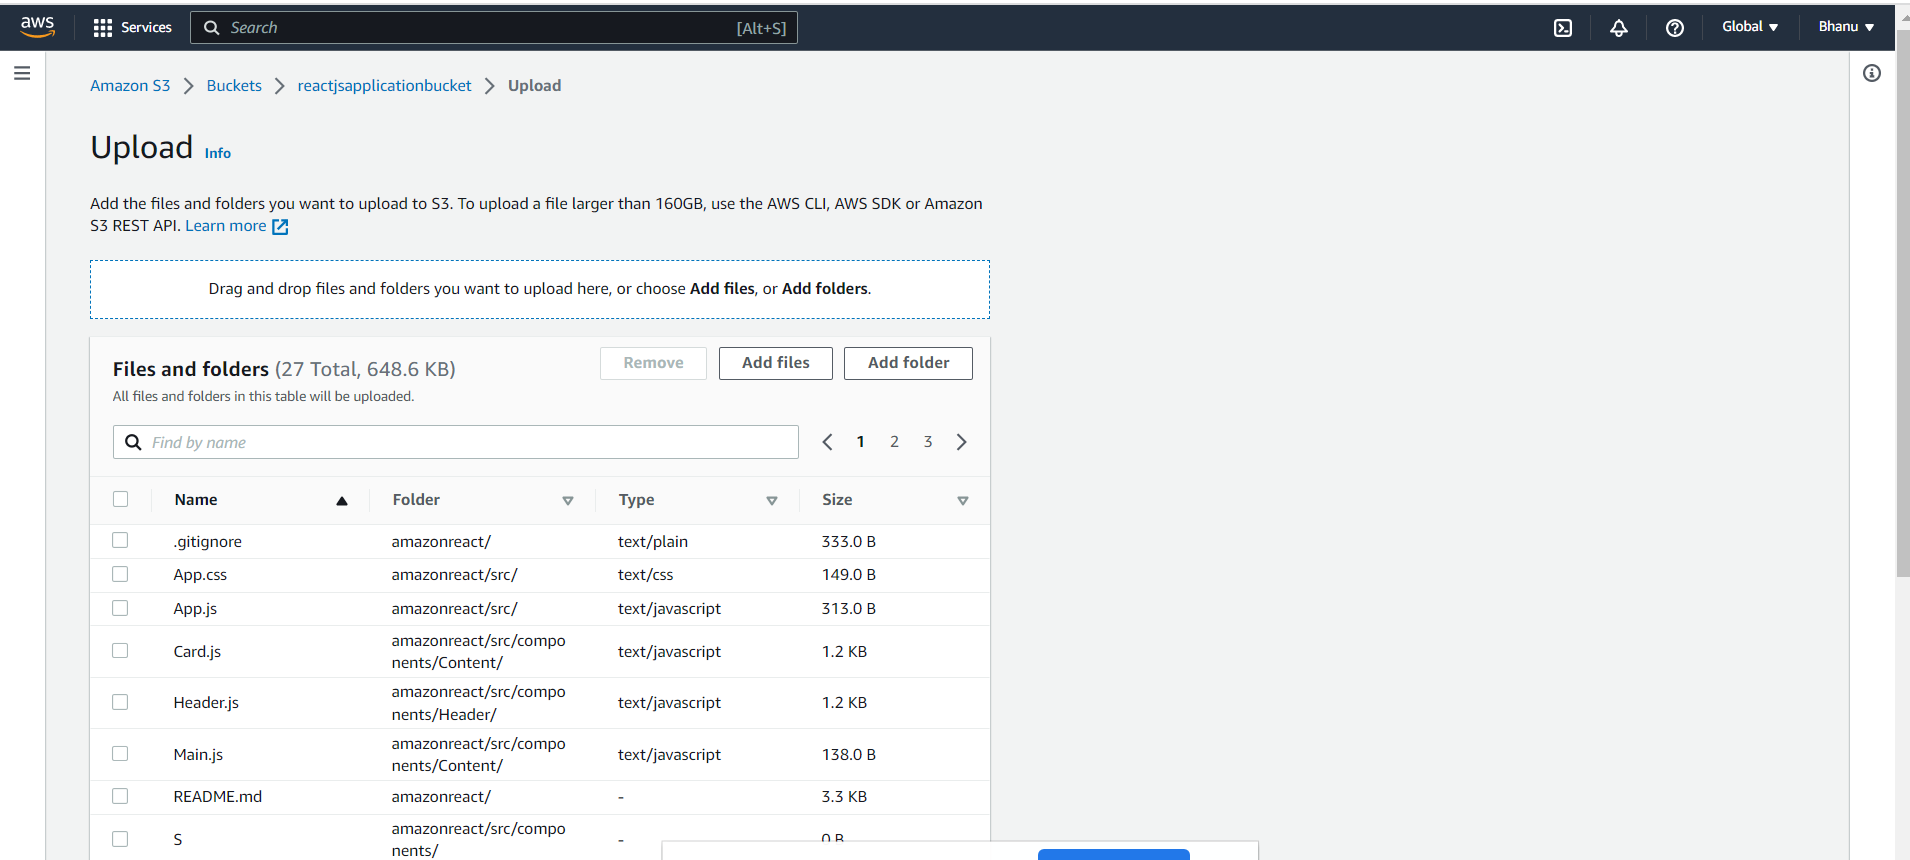 aws
Services
Search
[Alt+S]
Global
Bhanu
Amazon S3
Buckets
reactjsapplicationbucket
Upload
Upload
Info
Add the files and folders you want to upload to S3. To upload a file larger than 160GB, use the AWS CLI, AWS SDK or Amazon
S3 REST API. Learn more
Drag and drop files and folders you want to upload here, or choose Add files, or Add folders.
Files and folders (27 Total, 648.6 KB)
Remove
Add files
Add folder
All files and folders in this table will be uploaded.
Find by name
1 2 3
Name Folder Type Size
.gitignore amazonreact/ text/plain 333.0 B
App.css amazonreact/src/ text/css 149.0 B
App.js amazonreact/src/ text/javascript 313.0 B
Card.js amazonreact/src/compo text/javascript 1.2 KB
nents/Content/
Header.js amazonreact/src/compo text/javascript 1.2 KB
nents/Header/
Main.js amazonreact/src/compo text/javascript 138.0 B
nents/Content/
README.md amazonreact/ - 3.3 KB
S amazonreact/src/compo - 0 B
nents/